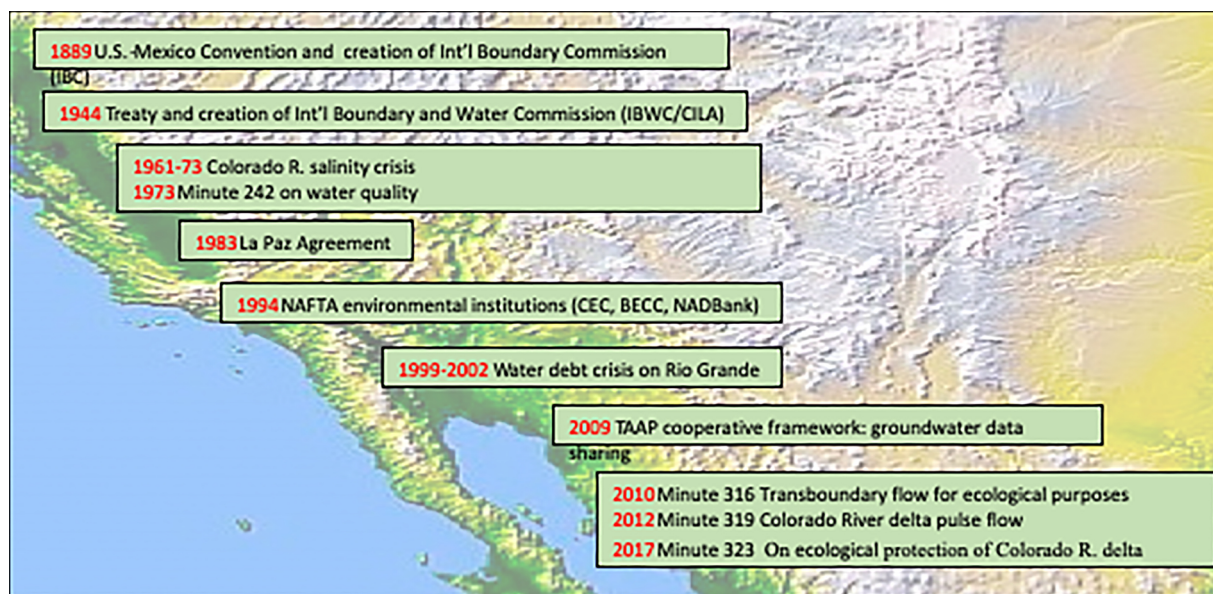 1889 U.S.-Mexico Convention and creation of Int'l Boundary Commission
(IBC)
1944 Treaty and creation of Int'l Boundary and Water Commission (IBWC/CILA)
1961-73 Colorado R. salinity crisis
1973 Minute 242 on water quality
1983 La Paz Agreement
1994 NAFTA environmental institutions (CEC, BECC, NADBank)
1999-2002 Water debt crisis on Rio Grande
2009 TAAP cooperative framework: groundwater data
sharing
2010 Minute 316 Transboundary flow for ecological purposes
2012 Minute 319 Colorado River delta pulse flow
2017 Minute 323 On ecological protection of Colorado R. delta